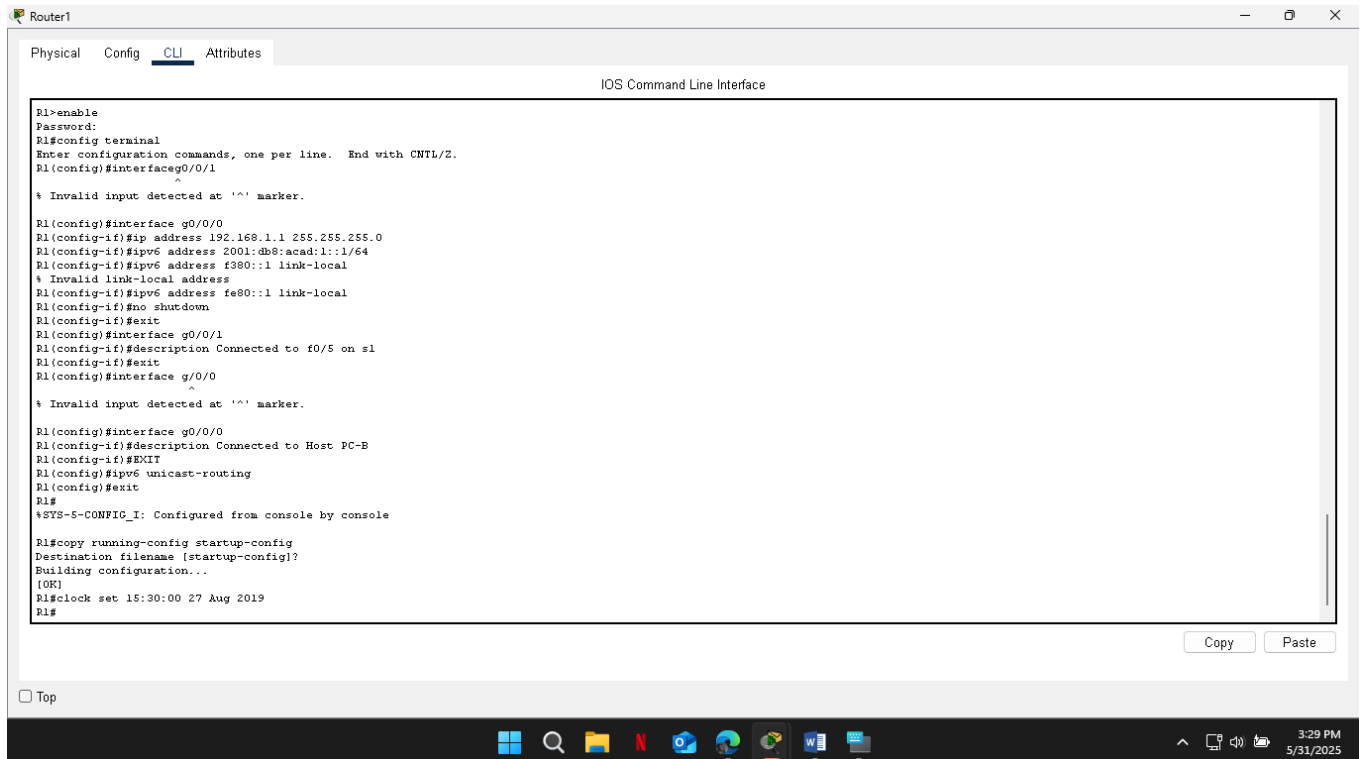 Router1
Physical Config CLI Attributes
IOS Command Line Interface
R1>enable
Password:
R1#config terminal
Enter configuration commands, one per line. End with CNTL/Z.
R1(config)#interfaceg0/0/1
^
% Invalid input detected at '^' marker.
R1(config)#interface g0/0/0
R1(config-if)#ip address 192.168.1.1 255.255.255.0
R1(config-if)#ipv6 address 2001:db8:acad:1::1/64
R1(config-if)#ipv6 address f380::1 link-local
% Invalid link-local address
R1(config-if)#ipv6 address fe80::1 link-local
R1(config-if)#no shutdown
R1(config-if)#exit
R1(config)#interface g0/0/1
R1(config-if)#description Connected to f0/5 on s1
R1(config-if)#exit
R1(config)#interface g/0/0
^
% Invalid input detected at '^' marker.
R1(config)#interface g0/0/0
R1(config-if)#description Connected to Host PC-B
R1(config-if)#EXIT
R1(config)#ipv6 unicast-routing
R1(config)#exit
R1#
%SYS-5-CONFIG_I: Configured from console by console
R1#copy running-config startup-config
Destination filename [startup-config]?
Building configuration...
[OK]
R1#clock set 15:30:00 27 Aug 2019
R1#
Copy Paste
Top
3:29 PM
5/31/2025